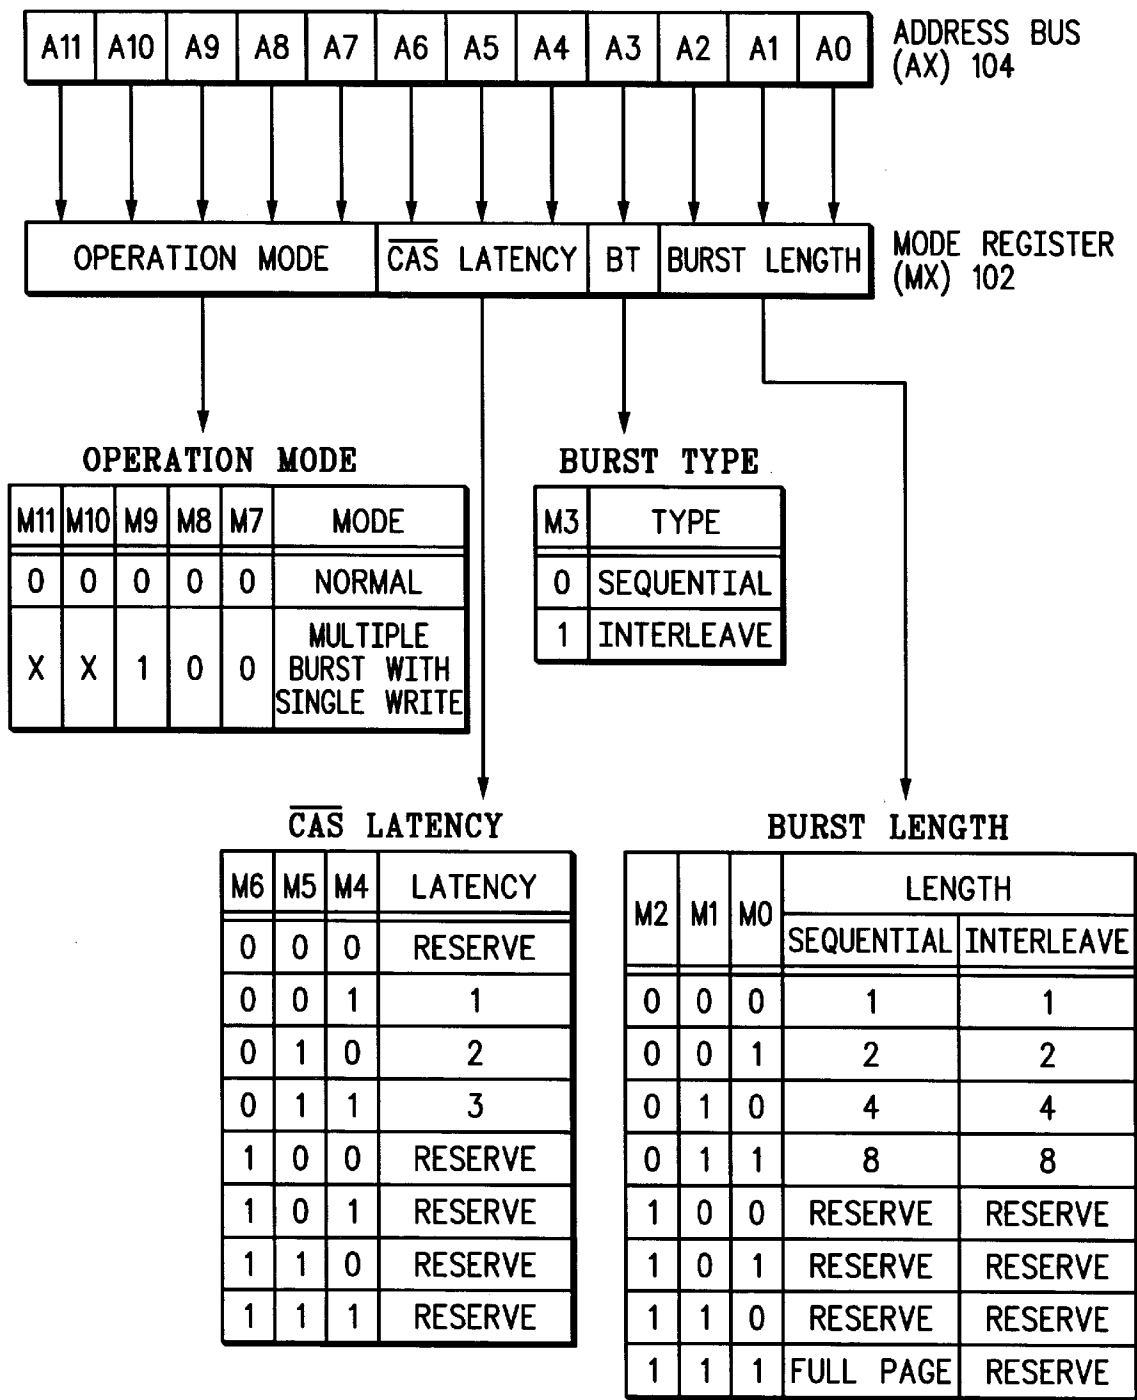 A11 A10 A9 A8 A7 A6 A5 A4 A3 A2 A1 A0
ADDRESS BUS
(AX) 104
OPERATION MODE C̅A̅S̅ LATENCY BT BURST LENGTH
MODE REGISTER
(MX) 102
OPERATION MODE
M11 M10 M9 M8 M7 MODE
0 0 0 0 0 NORMAL
X X 1 0 0 MULTIPLE
BURST WITH
SINGLE WRITE
BURST TYPE
M3 TYPE
0 SEQUENTIAL
1 INTERLEAVE
C̅A̅S̅ LATENCY
M6 M5 M4 LATENCY
0 0 0 RESERVE
0 0 1 1
0 1 0 2
0 1 1 3
1 0 0 RESERVE
1 0 1 RESERVE
1 1 0 RESERVE
1 1 1 RESERVE
BURST LENGTH
M2 M1 M0 LENGTH
SEQUENTIAL INTERLEAVE
0 0 0 1 1
0 0 1 2 2
0 1 0 4 4
0 1 1 8 8
1 0 0 RESERVE RESERVE
1 0 1 RESERVE RESERVE
1 1 0 RESERVE RESERVE
1 1 1 FULL PAGE RESERVE